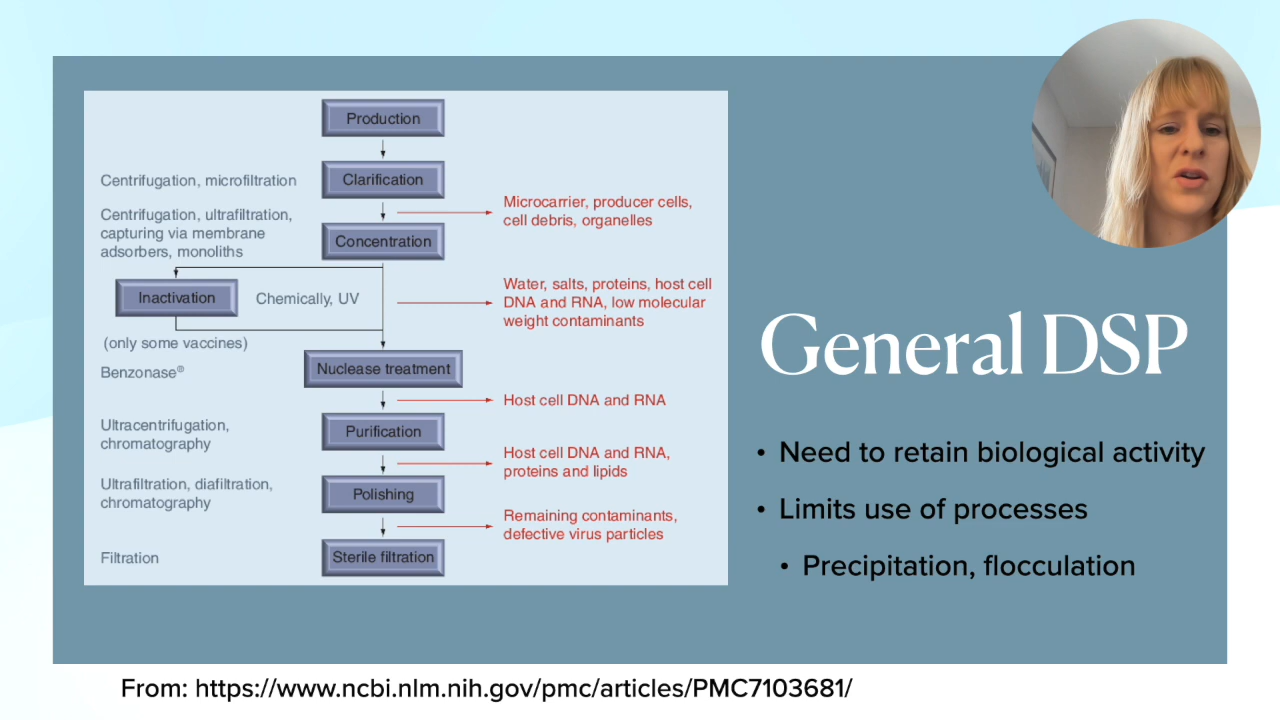 Production
Centrifugation, microfiltration
Clarification
Microcarrier, producer cells,
cell debris, organelles
Centrifugation, ultrafiltration,
capturing via membrane
adsorbers, monoliths
Concentration
Inactivation
Chemically, UV
Water, salts, proteins, host cell
DNA and RNA, low molecular
weight contaminants
(only some vaccines)
Benzonase®
Nuclease treatment
Host cell DNA and RNA
Ultracentrifugation,
chromatography
Purification
Host cell DNA and RNA,
proteins and lipids
Ultrafiltration, diafiltration,
chromatography
Polishing
Remaining contaminants,
defective virus particles
Filtration
Sterile filtration
General DSP
• Need to retain biological activity
• Limits use of processes
• Precipitation, flocculation
From: https://www.ncbi.nlm.nih.gov/pmc/articles/PMC7103681/